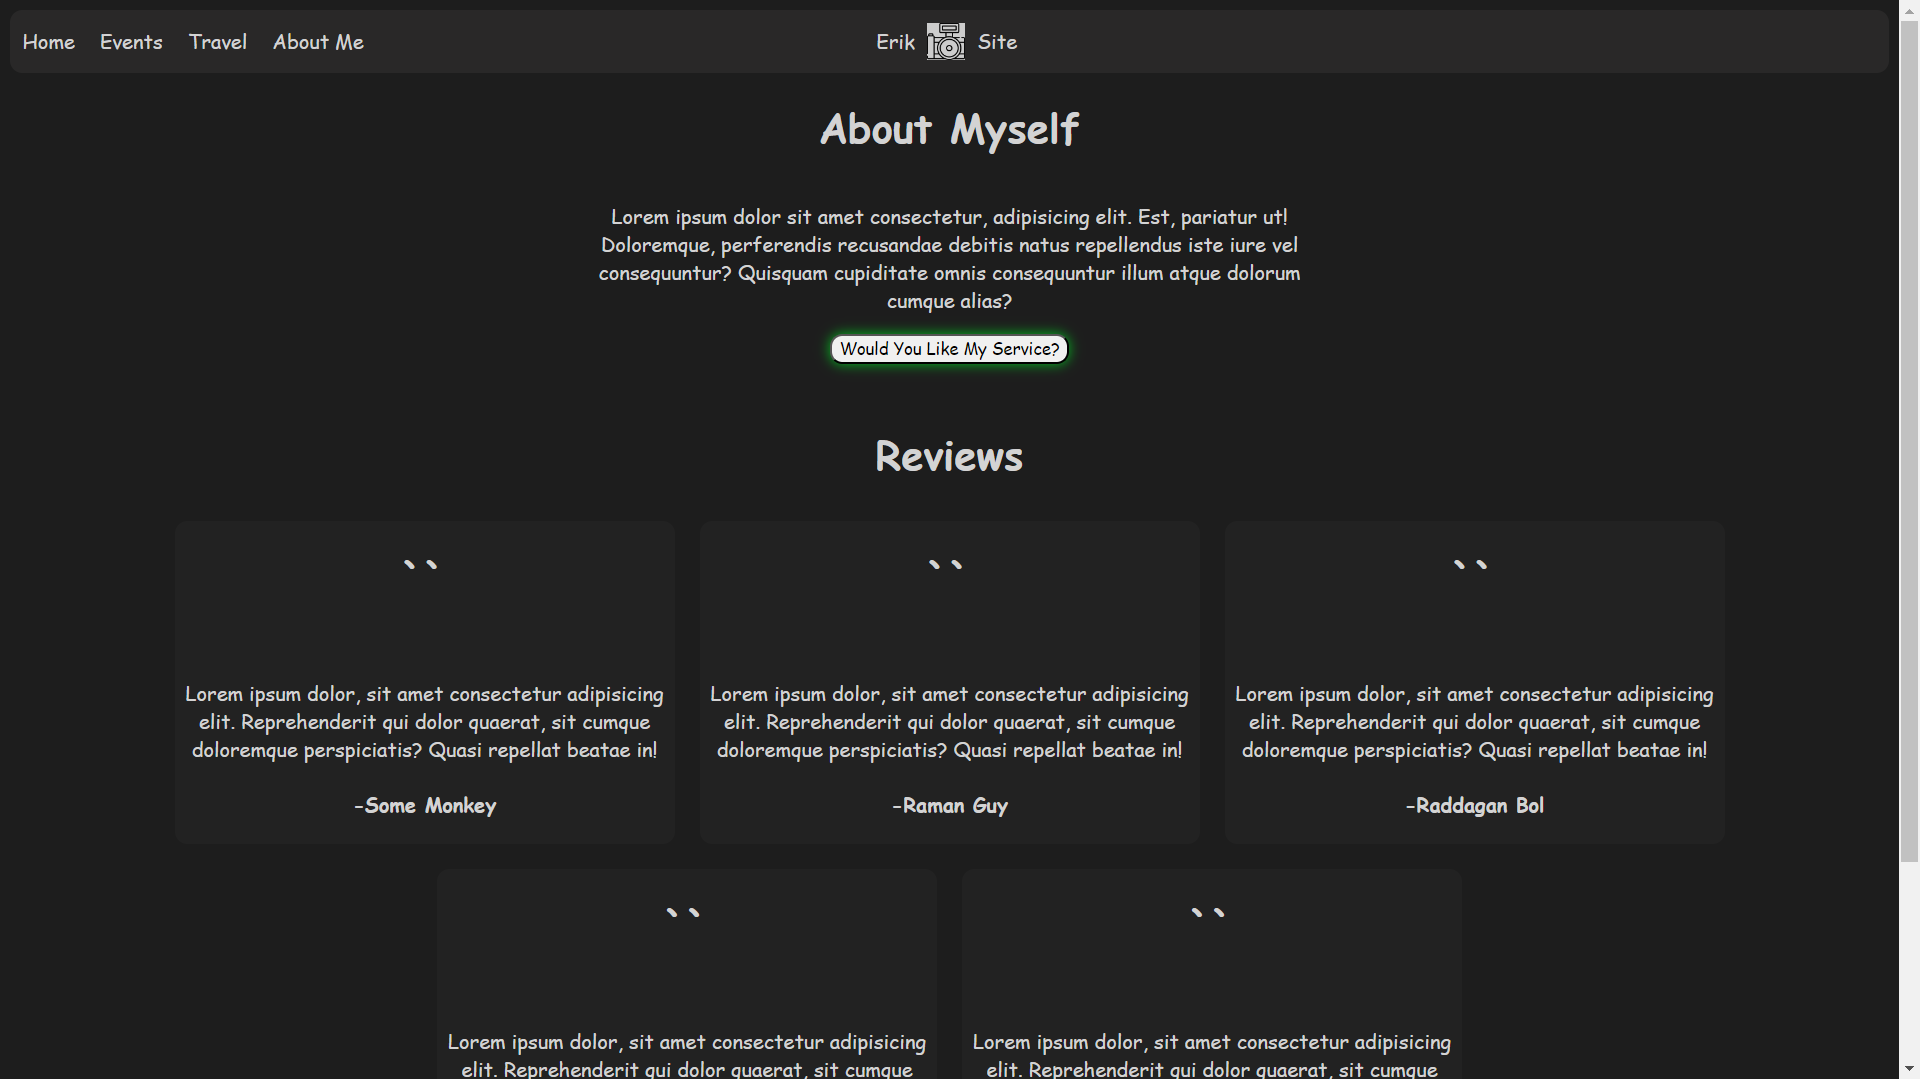 Home Events Travel About Me Erik Site
About Myself
Lorem ipsum dolor sit amet consectetur, adipisicing elit. Est, pariatur ut!
Doloremque, perferendis recusandae debitis natus repellendus iste iure vel
consequuntur? Quisquam cupiditate omnis consequuntur illum atque dolorum
cumque alias?
Would You Like My Service?
Reviews
``
Lorem ipsum dolor, sit amet consectetur adipisicing
elit. Reprehenderit qui dolor quaerat, sit cumque
doloremque perspiciatis? Quasi repellat beatae in!
-Some Monkey
``
Lorem ipsum dolor, sit amet consectetur adipisicing
elit. Reprehenderit qui dolor quaerat, sit cumque
doloremque perspiciatis? Quasi repellat beatae in!
-Raman Guy
``
Lorem ipsum dolor, sit amet consectetur adipisicing
elit. Reprehenderit qui dolor quaerat, sit cumque
doloremque perspiciatis? Quasi repellat beatae in!
-Raddagan Bol
``
Lorem ipsum dolor, sit amet consectetur adipisicing
elit. Reprehenderit qui dolor quaerat, sit cumque
``
Lorem ipsum dolor, sit amet consectetur adipisicing
elit. Reprehenderit qui dolor quaerat, sit cumque